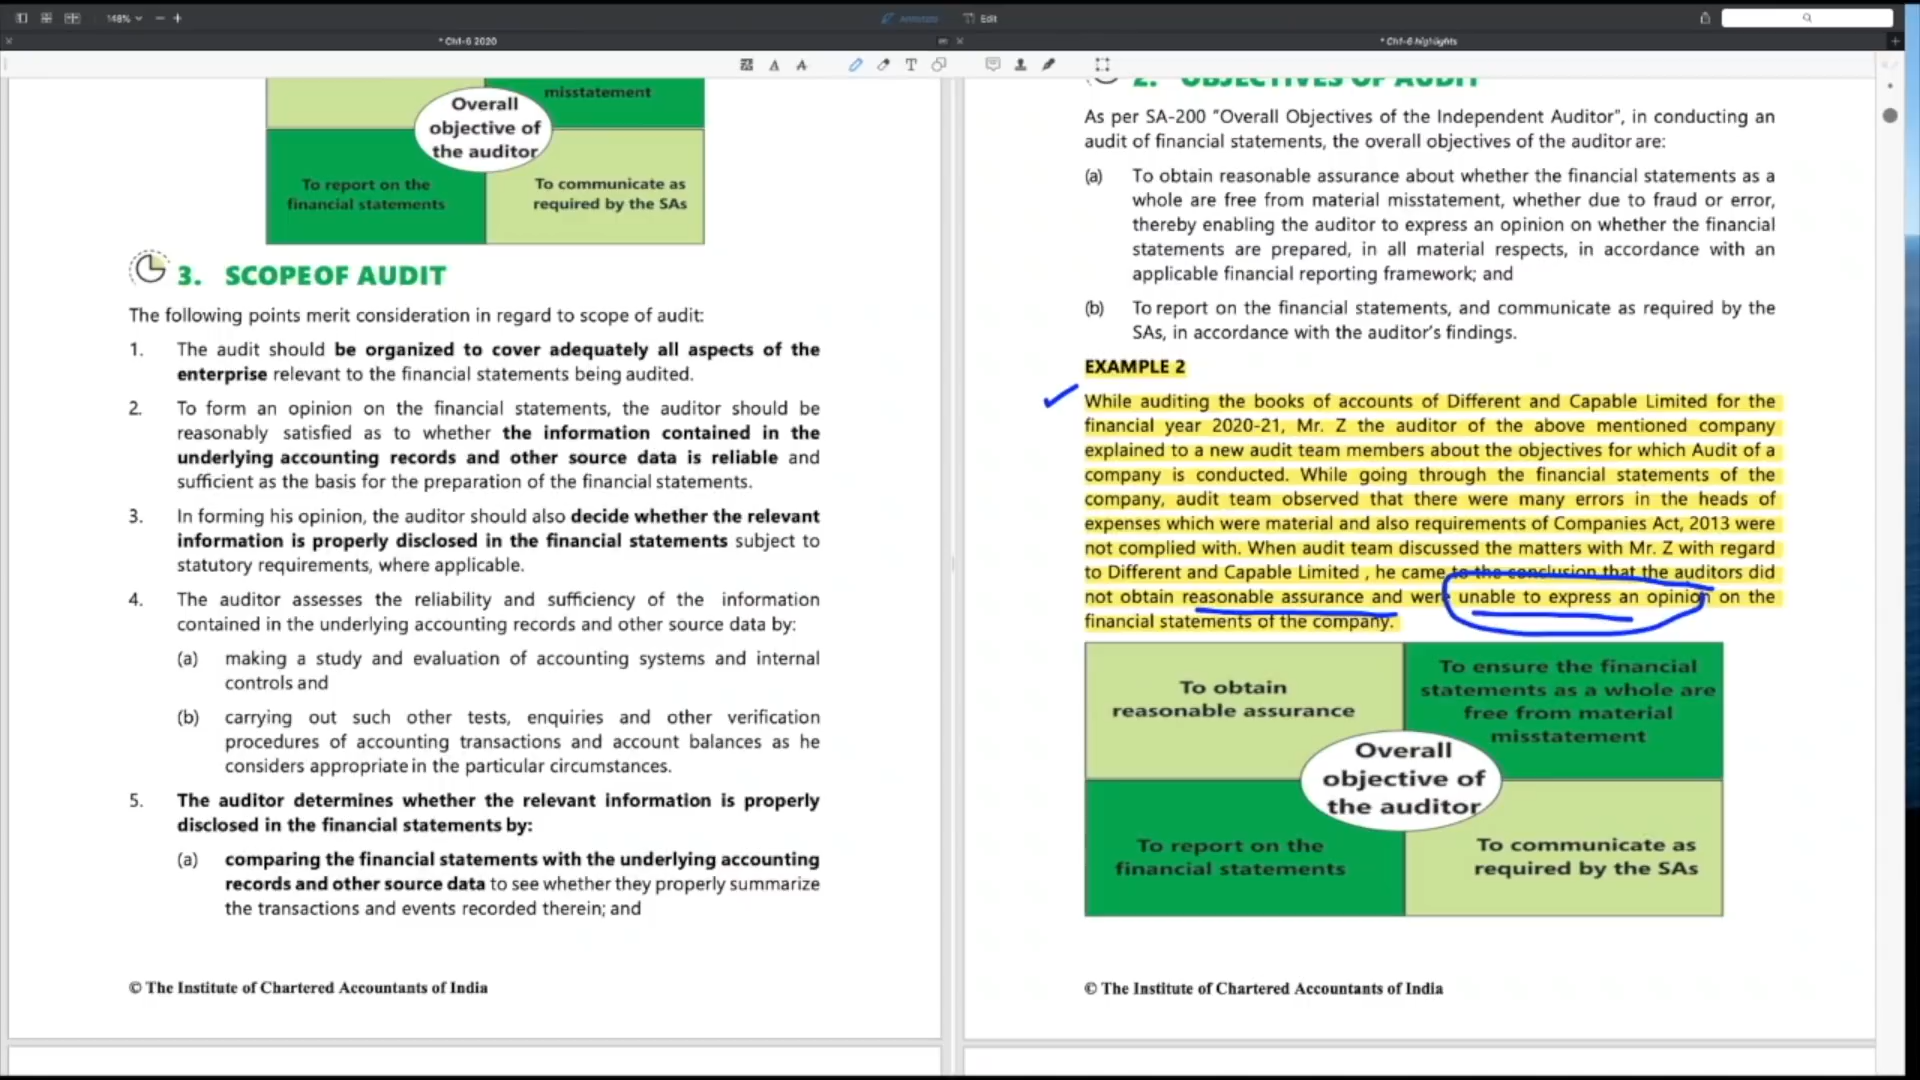 148%
Annotate
Edit
* Ch1-6 2020
* Ch1-6 highlights
misstatement
Overall
objective of
the auditor
To report on the
financial statements
To communicate as
required by the SAs
3. SCOPEOF AUDIT
The following points merit consideration in regard to scope of audit:
1. The audit should be organized to cover adequately all aspects of the
enterprise relevant to the financial statements being audited.
2. To form an opinion on the financial statements, the auditor should be
reasonably satisfied as to whether the information contained in the
underlying accounting records and other source data is reliable and
sufficient as the basis for the preparation of the financial statements.
3. In forming his opinion, the auditor should also decide whether the relevant
information is properly disclosed in the financial statements subject to
statutory requirements, where applicable.
4. The auditor assesses the reliability and sufficiency of the information
contained in the underlying accounting records and other source data by:
(a) making a study and evaluation of accounting systems and internal
controls and
(b) carrying out such other tests, enquiries and other verification
procedures of accounting transactions and account balances as he
considers appropriate in the particular circumstances.
5. The auditor determines whether the relevant information is properly
disclosed in the financial statements by:
(a) comparing the financial statements with the underlying accounting
records and other source data to see whether they properly summarize
the transactions and events recorded therein; and
© The Institute of Chartered Accountants of India
2. OBJECTIVES OF AUDIT
As per SA-200 “Overall Objectives of the Independent Auditor”, in conducting an
audit of financial statements, the overall objectives of the auditor are:
(a) To obtain reasonable assurance about whether the financial statements as a
whole are free from material misstatement, whether due to fraud or error,
thereby enabling the auditor to express an opinion on whether the financial
statements are prepared, in all material respects, in accordance with an
applicable financial reporting framework; and
(b) To report on the financial statements, and communicate as required by the
SAs, in accordance with the auditor’s findings.
EXAMPLE 2
While auditing the books of accounts of Different and Capable Limited for the
financial year 2020-21, Mr. Z the auditor of the above mentioned company
explained to a new audit team members about the objectives for which Audit of a
company is conducted. While going through the financial statements of the
company, audit team observed that there were many errors in the heads of
expenses which were material and also requirements of Companies Act, 2013 were
not complied with. When audit team discussed the matters with Mr. Z with regard
to Different and Capable Limited , he came to the conclusion that the auditors did
not obtain reasonable assurance and were unable to express an opinion on the
financial statements of the company.
To obtain
reasonable assurance
To ensure the financial
statements as a whole are
free from material
misstatement
Overall
objective of
the auditor
To report on the
financial statements
To communicate as
required by the SAs
© The Institute of Chartered Accountants of India